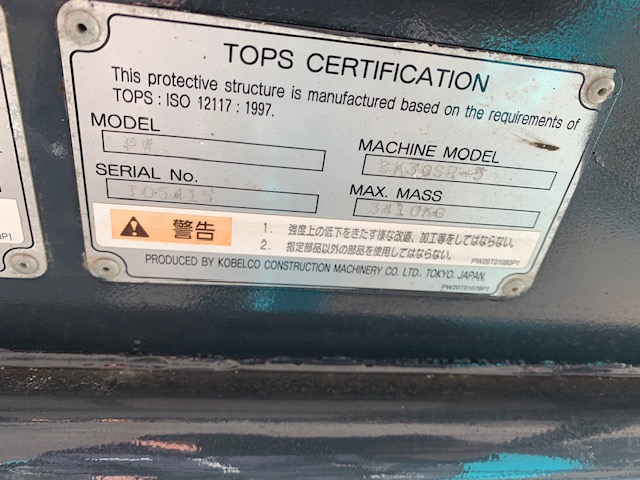 TOPS CERTIFICATION
This protective structure is manufactured based on the requirements of
TOPS : ISO 12117 : 1997.
MODEL
PW
MACHINE MODEL
SK30SR-5
SERIAL No.
TO5415
MAX. MASS
3410KG
警告
1. 強度上の低下をきたす様な改造、加工等をしてはならない。
2. 指定部品以外の部品を使用してはならない。
PW20T01080P1
PRODUCED BY KOBELCO CONSTRUCTION MACHINERY CO. LTD. TOKYO. JAPAN.
PW20T01079P1
P1